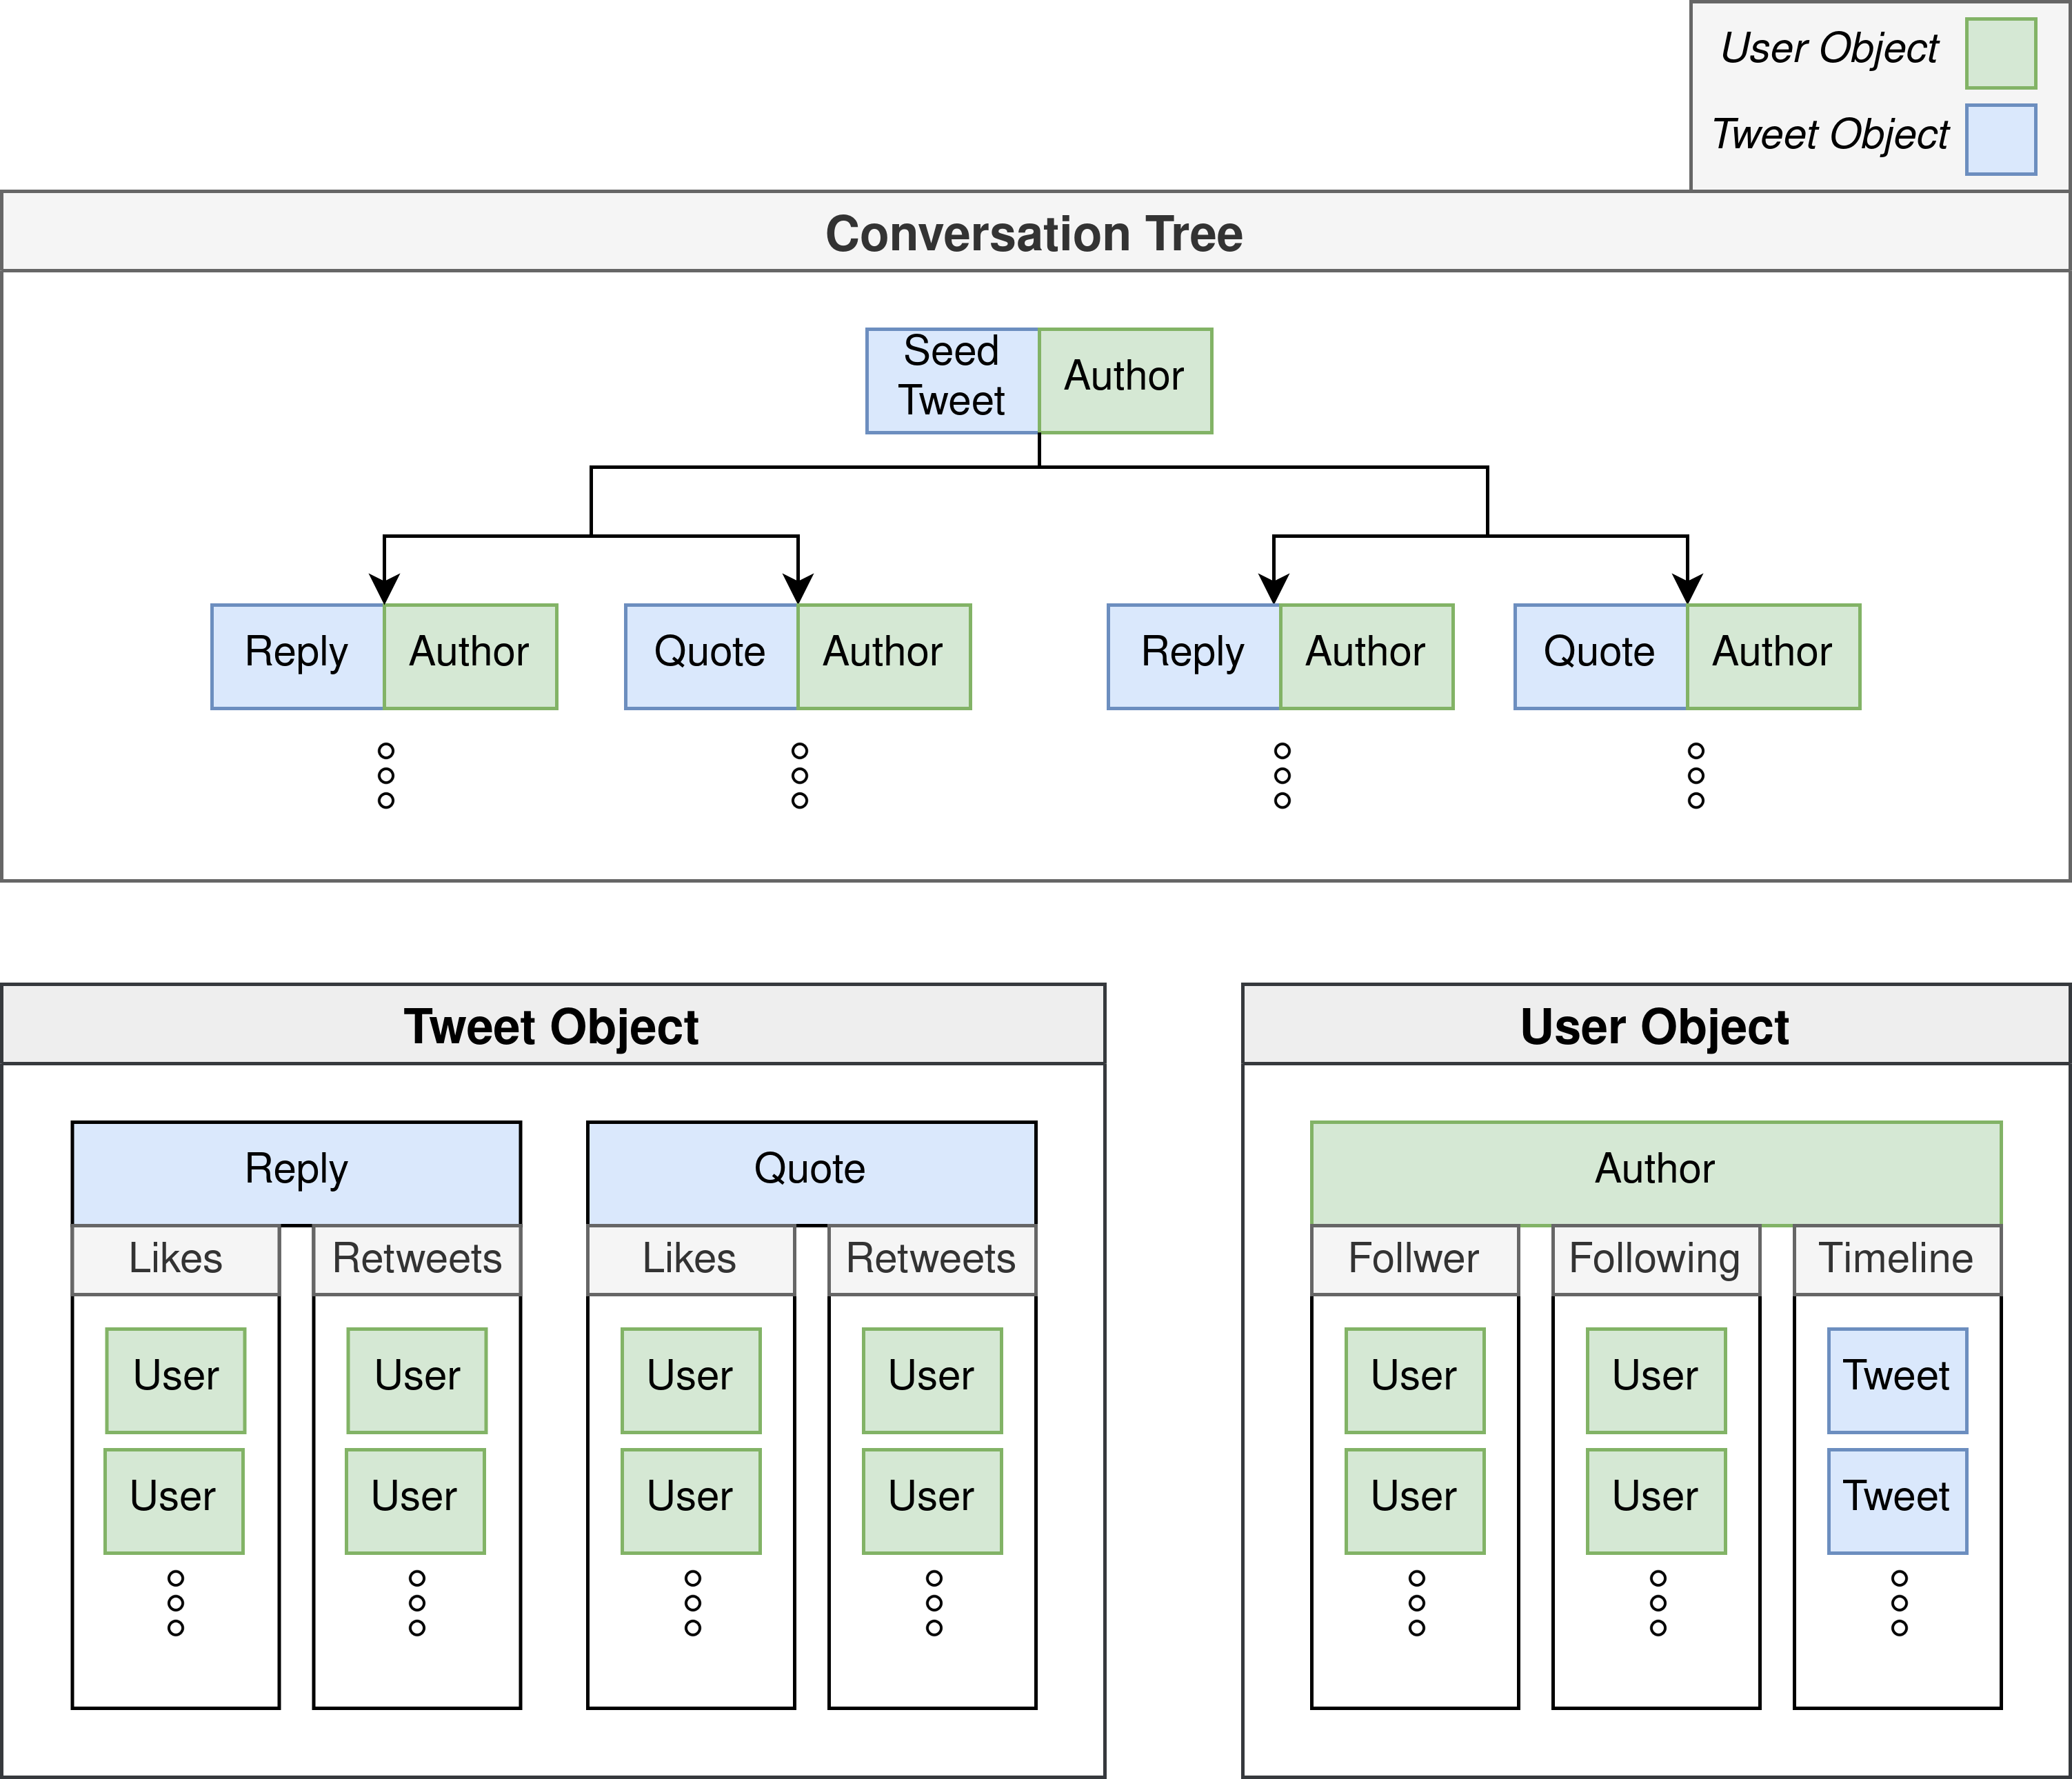 User Object
Tweet Object
Conversation Tree
Seed
Tweet
Author
Reply Author Quote Author Reply Author Quote Author
Tweet Object
Reply Quote
Likes Retweets Likes Retweets
User User User User
User User User User
User Object
Author
Follwer Following Timeline
User User Tweet
User User Tweet